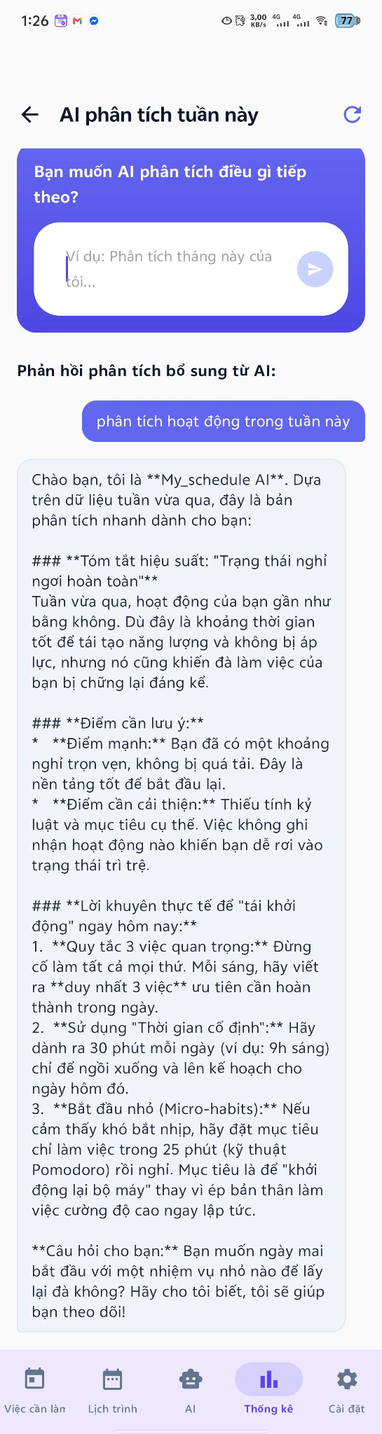 1:26
3,00
KB/s
4G
4G
77
AI phân tích tuần này
Bạn muốn AI phân tích điều gì tiếp
theo?
Ví dụ: Phân tích tháng này của
tôi...
Phản hồi phân tích bổ sung từ AI:
phân tích hoạt động trong tuần này
Chào bạn, tôi là **My_schedule AI**. Dựa
trên dữ liệu tuần vừa qua, đây là bản
phân tích nhanh dành cho bạn:
### **Tóm tắt hiệu suất: "Trạng thái nghỉ
ngơi hoàn toàn"**
Tuần vừa qua, hoạt động của bạn gần như
bằng không. Dù đây là khoảng thời gian
tốt để tái tạo năng lượng và không bị áp
lực, nhưng nó cũng khiến đà làm việc của
bạn bị chững lại đáng kể.
### **Điểm cần lưu ý:**
* **Điểm mạnh:** Bạn đã có một khoảng
nghỉ trọn vẹn, không bị quá tải. Đây là
nền tảng tốt để bắt đầu lại.
* **Điểm cần cải thiện:** Thiếu tính kỷ
luật và mục tiêu cụ thể. Việc không ghi
nhận hoạt động nào khiến bạn dễ rơi vào
trạng thái trì trệ.
### **Lời khuyên thực tế để "tái khởi
động" ngay hôm nay:**
1. **Quy tắc 3 việc quan trọng:** Đừng
cố làm tất cả mọi thứ. Mỗi sáng, hãy viết
ra **duy nhất 3 việc** ưu tiên cần hoàn
thành trong ngày.
2. **Sử dụng "Thời gian cố định":** Hãy
dành ra 30 phút mỗi ngày (ví dụ: 9h sáng)
chỉ để ngồi xuống và lên kế hoạch cho
ngày hôm đó.
3. **Bắt đầu nhỏ (Micro-habits):** Nếu
cảm thấy khó bắt nhịp, hãy đặt mục tiêu
chỉ làm việc trong 25 phút (kỹ thuật
Pomodoro) rồi nghỉ. Mục tiêu là để "khởi
động lại bộ máy" thay vì ép bản thân làm
việc cường độ cao ngay lập tức.
**Câu hỏi cho bạn:** Bạn muốn ngày mai
bắt đầu với một nhiệm vụ nhỏ nào để lấy
lại đà không? Hãy cho tôi biết, tôi sẽ giúp
bạn theo dõi!
Việc cần làn
Lịch trình
AI
Thống kê
Cài đặt